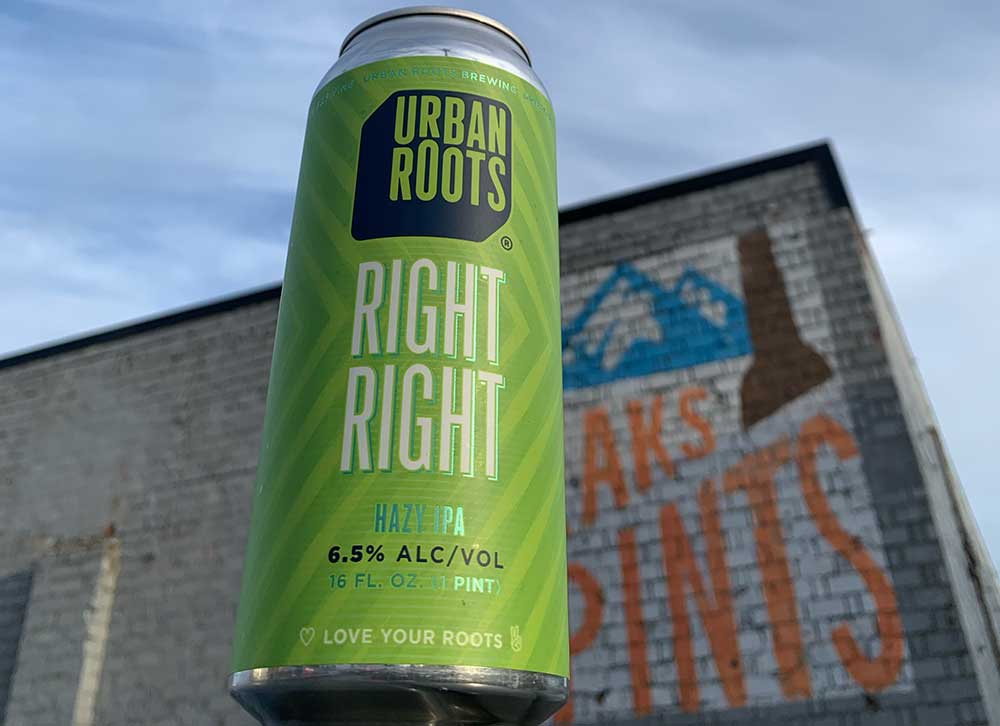 URBAN ROOTS BREWING
URBAN
ROOTS
®
RIGHT
RIGHT
HAZY IPA
6.5% ALC/VOL
16 FL. OZ. (1 PINT)
LOVE YOUR ROOTS
AKS
PINTS